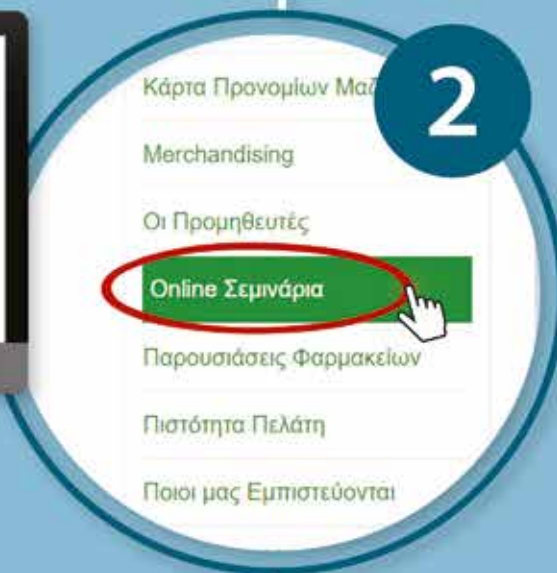 2
Κάρτα Προνομίων
Merchandising
Οι Προμηθευτές
Online Σεμινάρια
Παρουσιάσεις Φαρμακείων
Πιστότητα Πελάτη
Ποιοι μας Εμπιστεύονται